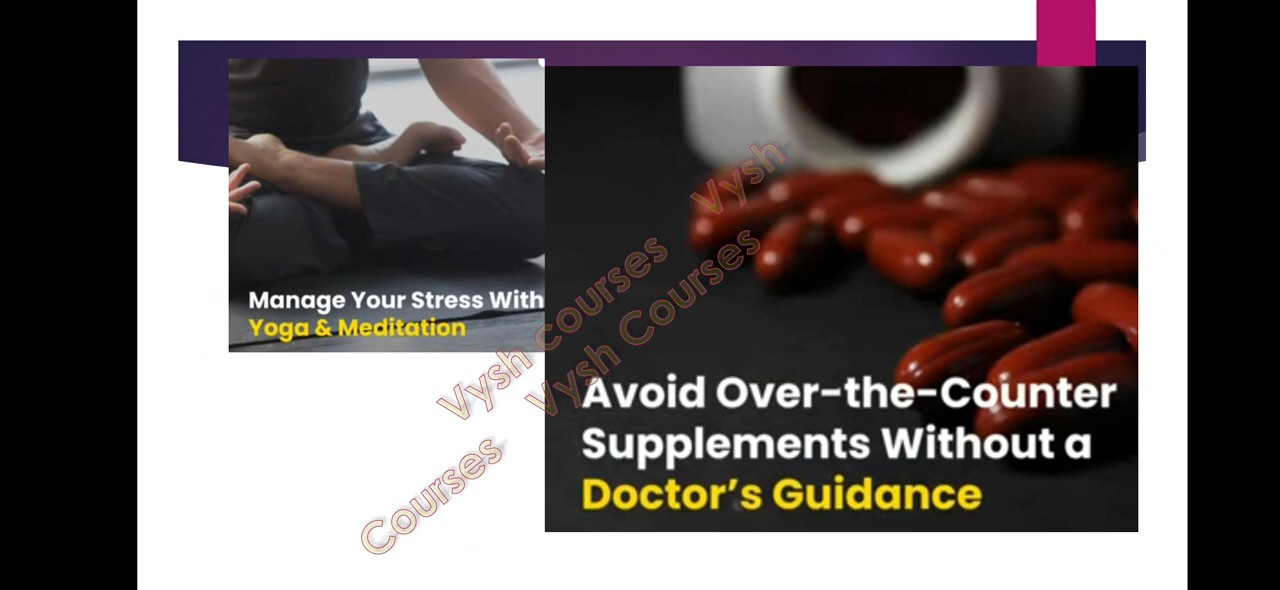 Manage Your Stress With
Yoga & Meditation
Avoid Over-the-Counter
Supplements Without a
Doctor's Guidance
Vysh
Vysh courses
Vysh Courses
Courses